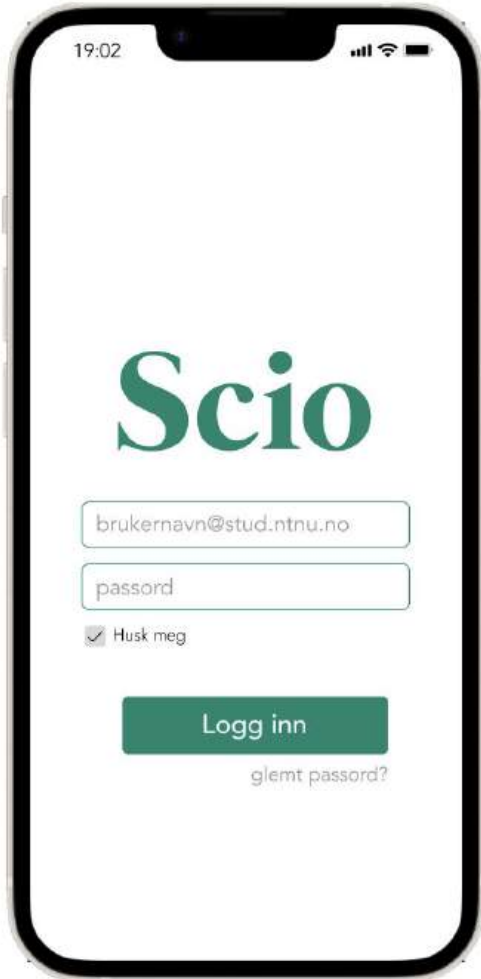 19:02
Scio
brukernavn@stud.ntnu.no
passord
Husk meg
Logg inn
glemt passord?